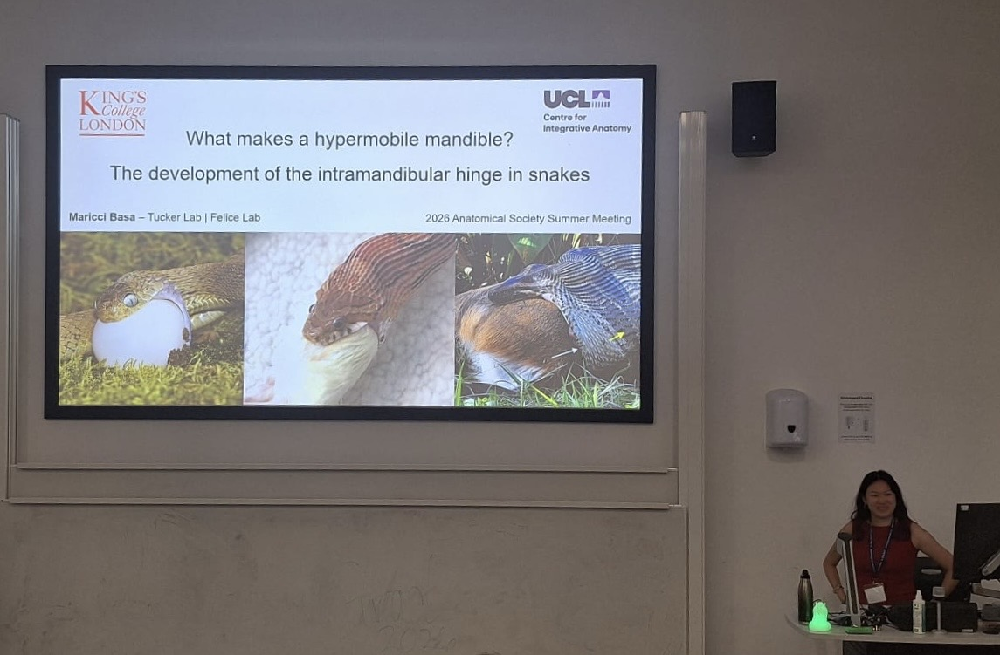 KING'S
College
LONDON
UCL
Centre for
Integrative Anatomy
What makes a hypermobile mandible?
The development of the intramandibular hinge in snakes
Maricci Basa – Tucker Lab | Felice Lab
2026 Anatomical Society Summer Meeting